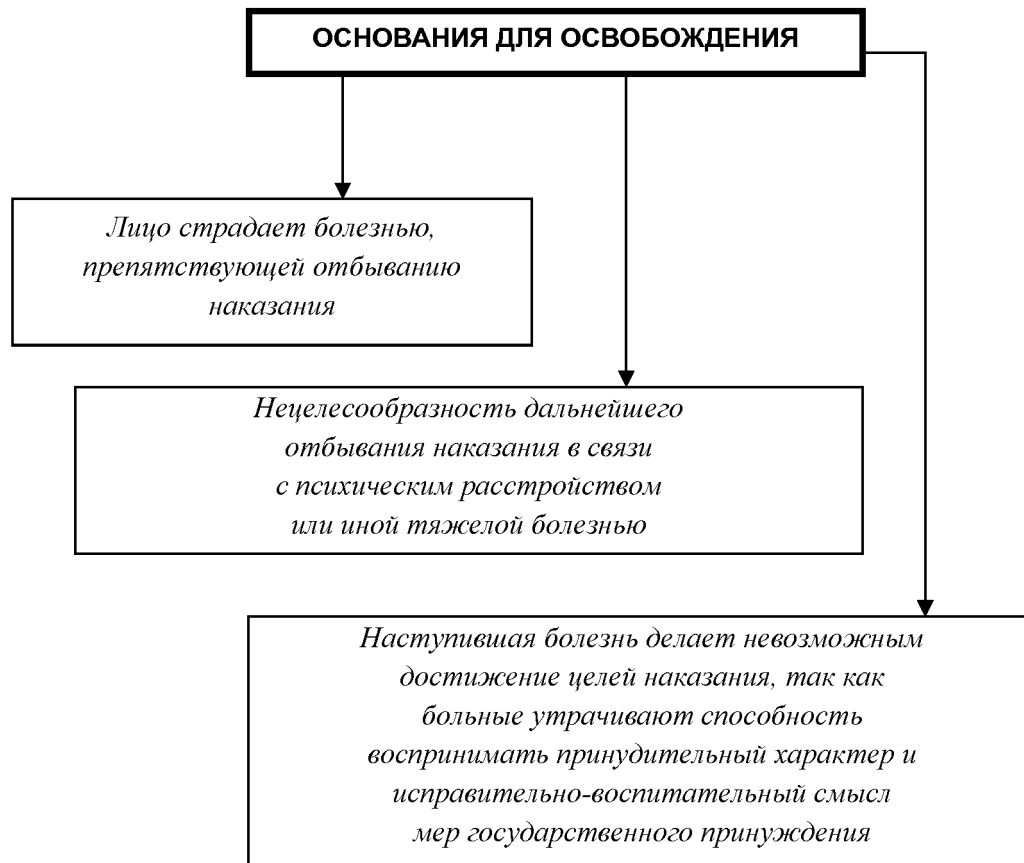 ОСНОВАНИЯ ДЛЯ ОСВОБОЖДЕНИЯ
Лицо страдает болезнью,
препятствующей отбыванию
наказания
Нецелесообразность дальнейшего
отбывания наказания в связи
с психическим расстройством
или иной тяжелой болезнью
Наступившая болезнь делает невозможным
достижение целей наказания, так как
больные утрачивают способность
воспринимать принудительный характер и
исправительно-воспитательный смысл
мер государственного принуждения